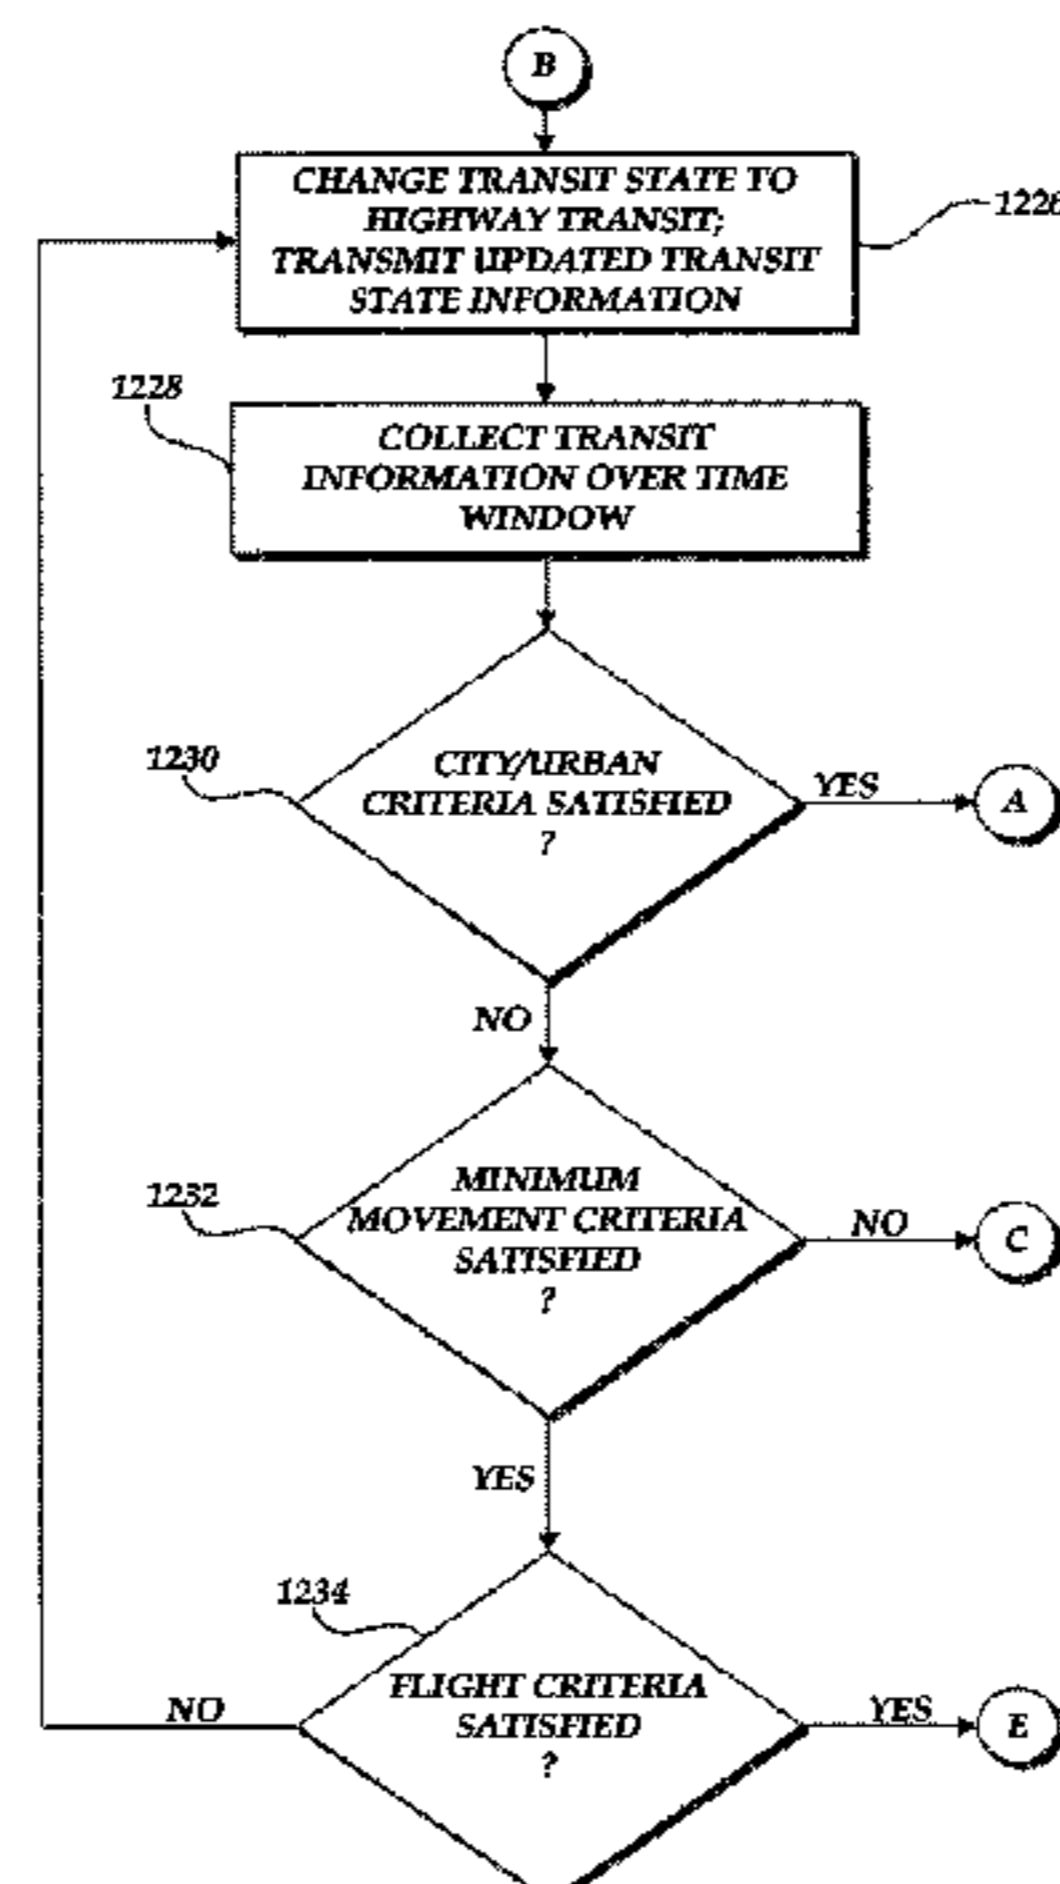 B
CHANGE TRANSIT STATE TO
HIGHWAY TRANSIT;
TRANSMIT UPDATED TRANSIT
STATE INFORMATION
1226
1228
COLLECT TRANSIT
INFORMATION OVER TIME
WINDOW
1230
CITY/URBAN
CRITERIA SATISFIED
?
YES
A
NO
1232
MINIMUM
MOVEMENT CRITERIA
SATISFIED
?
NO
C
YES
1234
FLIGHT CRITERIA
SATISFIED
?
NO
YES
E